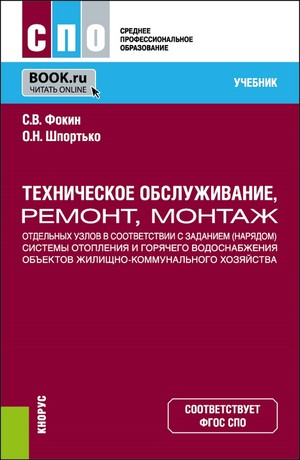 СПО
СРЕДНЕЕ
ПРОФЕССИОНАЛЬНОЕ
ОБРАЗОВАНИЕ
BOOK.ru
ЧИТАТЬ ONLINE
УЧЕБНИК
С.В. Фокин
О.Н. Шпортько
ТЕХНИЧЕСКОЕ ОБСЛУЖИВАНИЕ,
РЕМОНТ, МОНТАЖ
ОТДЕЛЬНЫХ УЗЛОВ В СООТВЕТСТВИИ С ЗАДАНИЕМ (НАРЯДОМ)
СИСТЕМЫ ОТОПЛЕНИЯ И ГОРЯЧЕГО ВОДОСНАБЖЕНИЯ
ОБЪЕКТОВ ЖИЛИЩНО-КОММУНАЛЬНОГО ХОЗЯЙСТВА
КНОРУС
СООТВЕТСТВУЕТ
ФГОС СПО